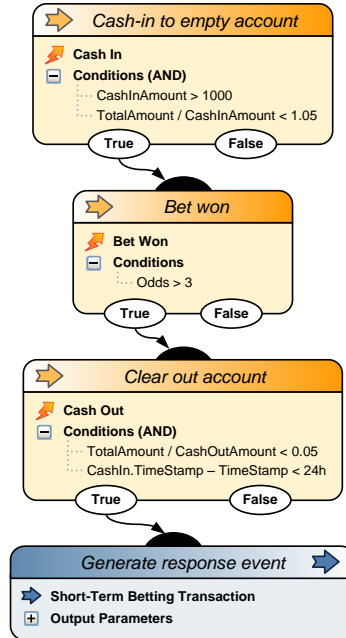 Cash-in to empty account
Cash In
Conditions (AND)
CashInAmount > 1000
TotalAmount / CashInAmount < 1.05
True False
Bet won
Bet Won
Conditions
Odds > 3
True False
Clear out account
Cash Out
Conditions (AND)
TotalAmount / CashOutAmount < 0.05
CashIn.TimeStamp – TimeStamp < 24h
True False
Generate response event
Short-Term Betting Transaction
Output Parameters